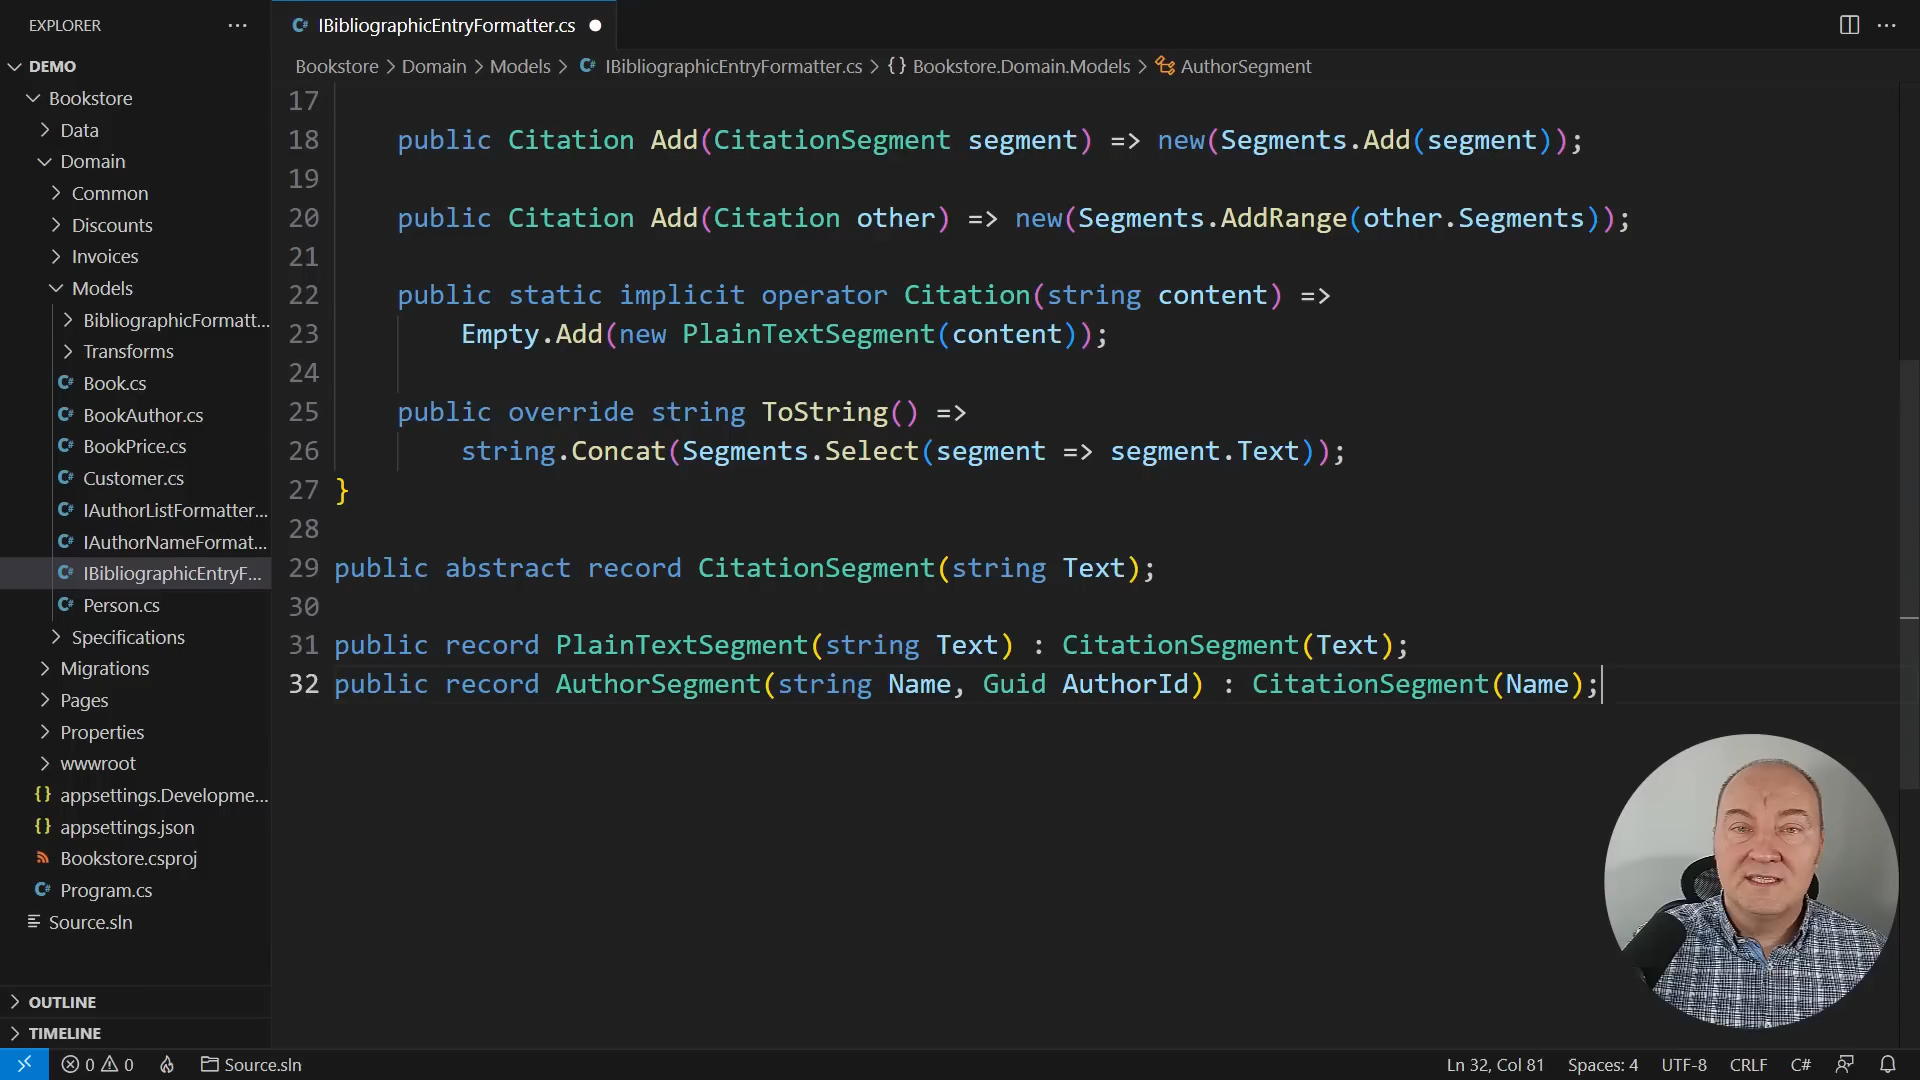 EXPLORER
DEMO
Bookstore
Data
Domain
Common
Discounts
Invoices
Models
BibliographicFormatt...
Transforms
Book.cs
BookAuthor.cs
BookPrice.cs
Customer.cs
IAuthorListFormatter...
IAuthorNameFormat...
IBibliographicEntryF...
Person.cs
Specifications
Migrations
Pages
Properties
wwwroot
appsettings.Developme...
appsettings.json
Bookstore.csproj
Program.cs
Source.sln
OUTLINE
TIMELINE
C# IBibliographicEntryFormatter.cs
Bookstore > Domain > Models > C# IBibliographicEntryFormatter.cs > {} Bookstore.Domain.Models > AuthorSegment
17
18 public Citation Add(CitationSegment segment) => new(Segments.Add(segment));
19
20 public Citation Add(Citation other) => new(Segments.AddRange(other.Segments));
21
22 public static implicit operator Citation(string content) =>
23 Empty.Add(new PlainTextSegment(content));
24
25 public override string ToString() =>
26 string.Concat(Segments.Select(segment => segment.Text));
27 }
28
29 public abstract record CitationSegment(string Text);
30
31 public record PlainTextSegment(string Text) : CitationSegment(Text);
32 public record AuthorSegment(string Name, Guid AuthorId) : CitationSegment(Name);
0 0 Source.sln Ln 32, Col 81 Spaces: 4 UTF-8 CRLF C#